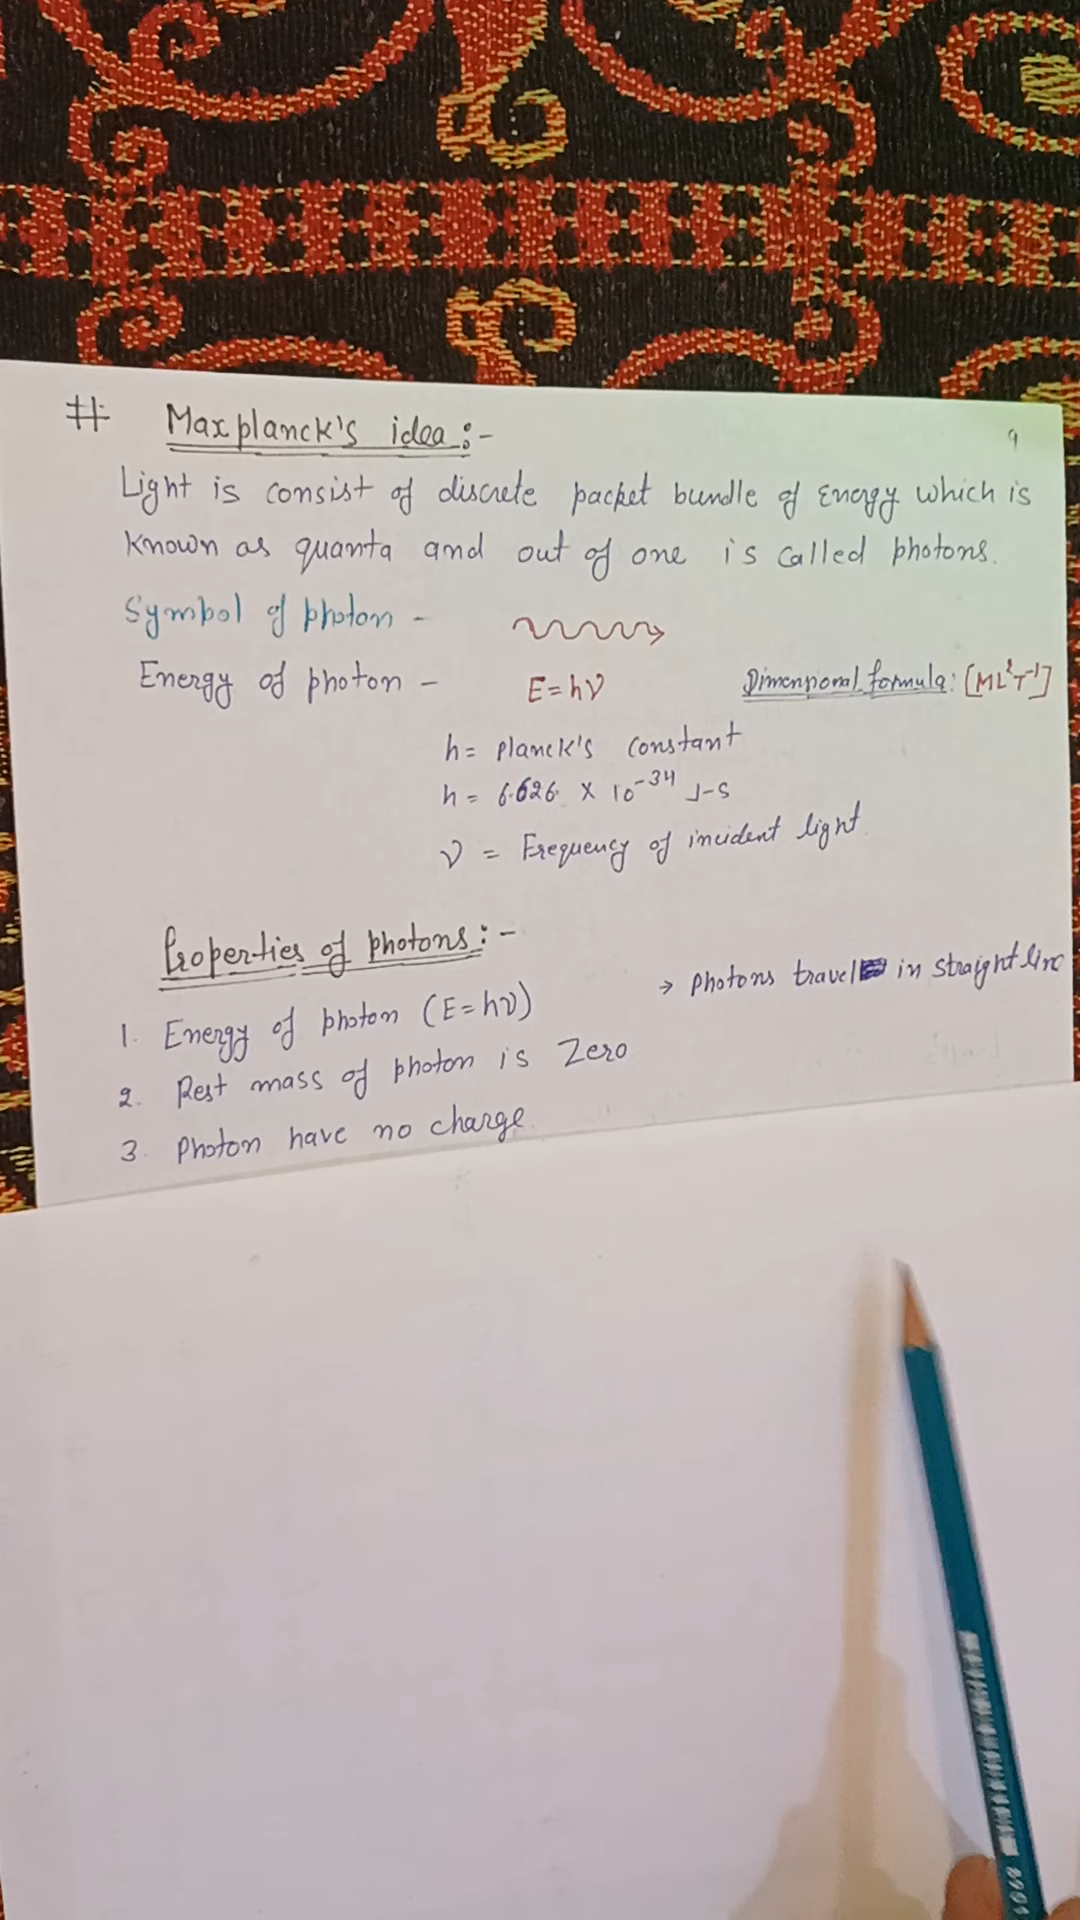 # Max planck's idea :-
9
Light is consist of discrete packet bundle of Energy which is
known as quanta and out of one is called photons.
Symbol of photon -
Energy of photon - E=hν Dimensional formula: [ML²T⁻¹]
h = planck's constant
h = 6.626 × 10⁻³⁴ J-S
ν = Frequency of incident light
Properties of photons :-
1. Energy of photon (E=hν) → Photons travel in straight line
2. Rest mass of photon is Zero
3. Photon have no charge.